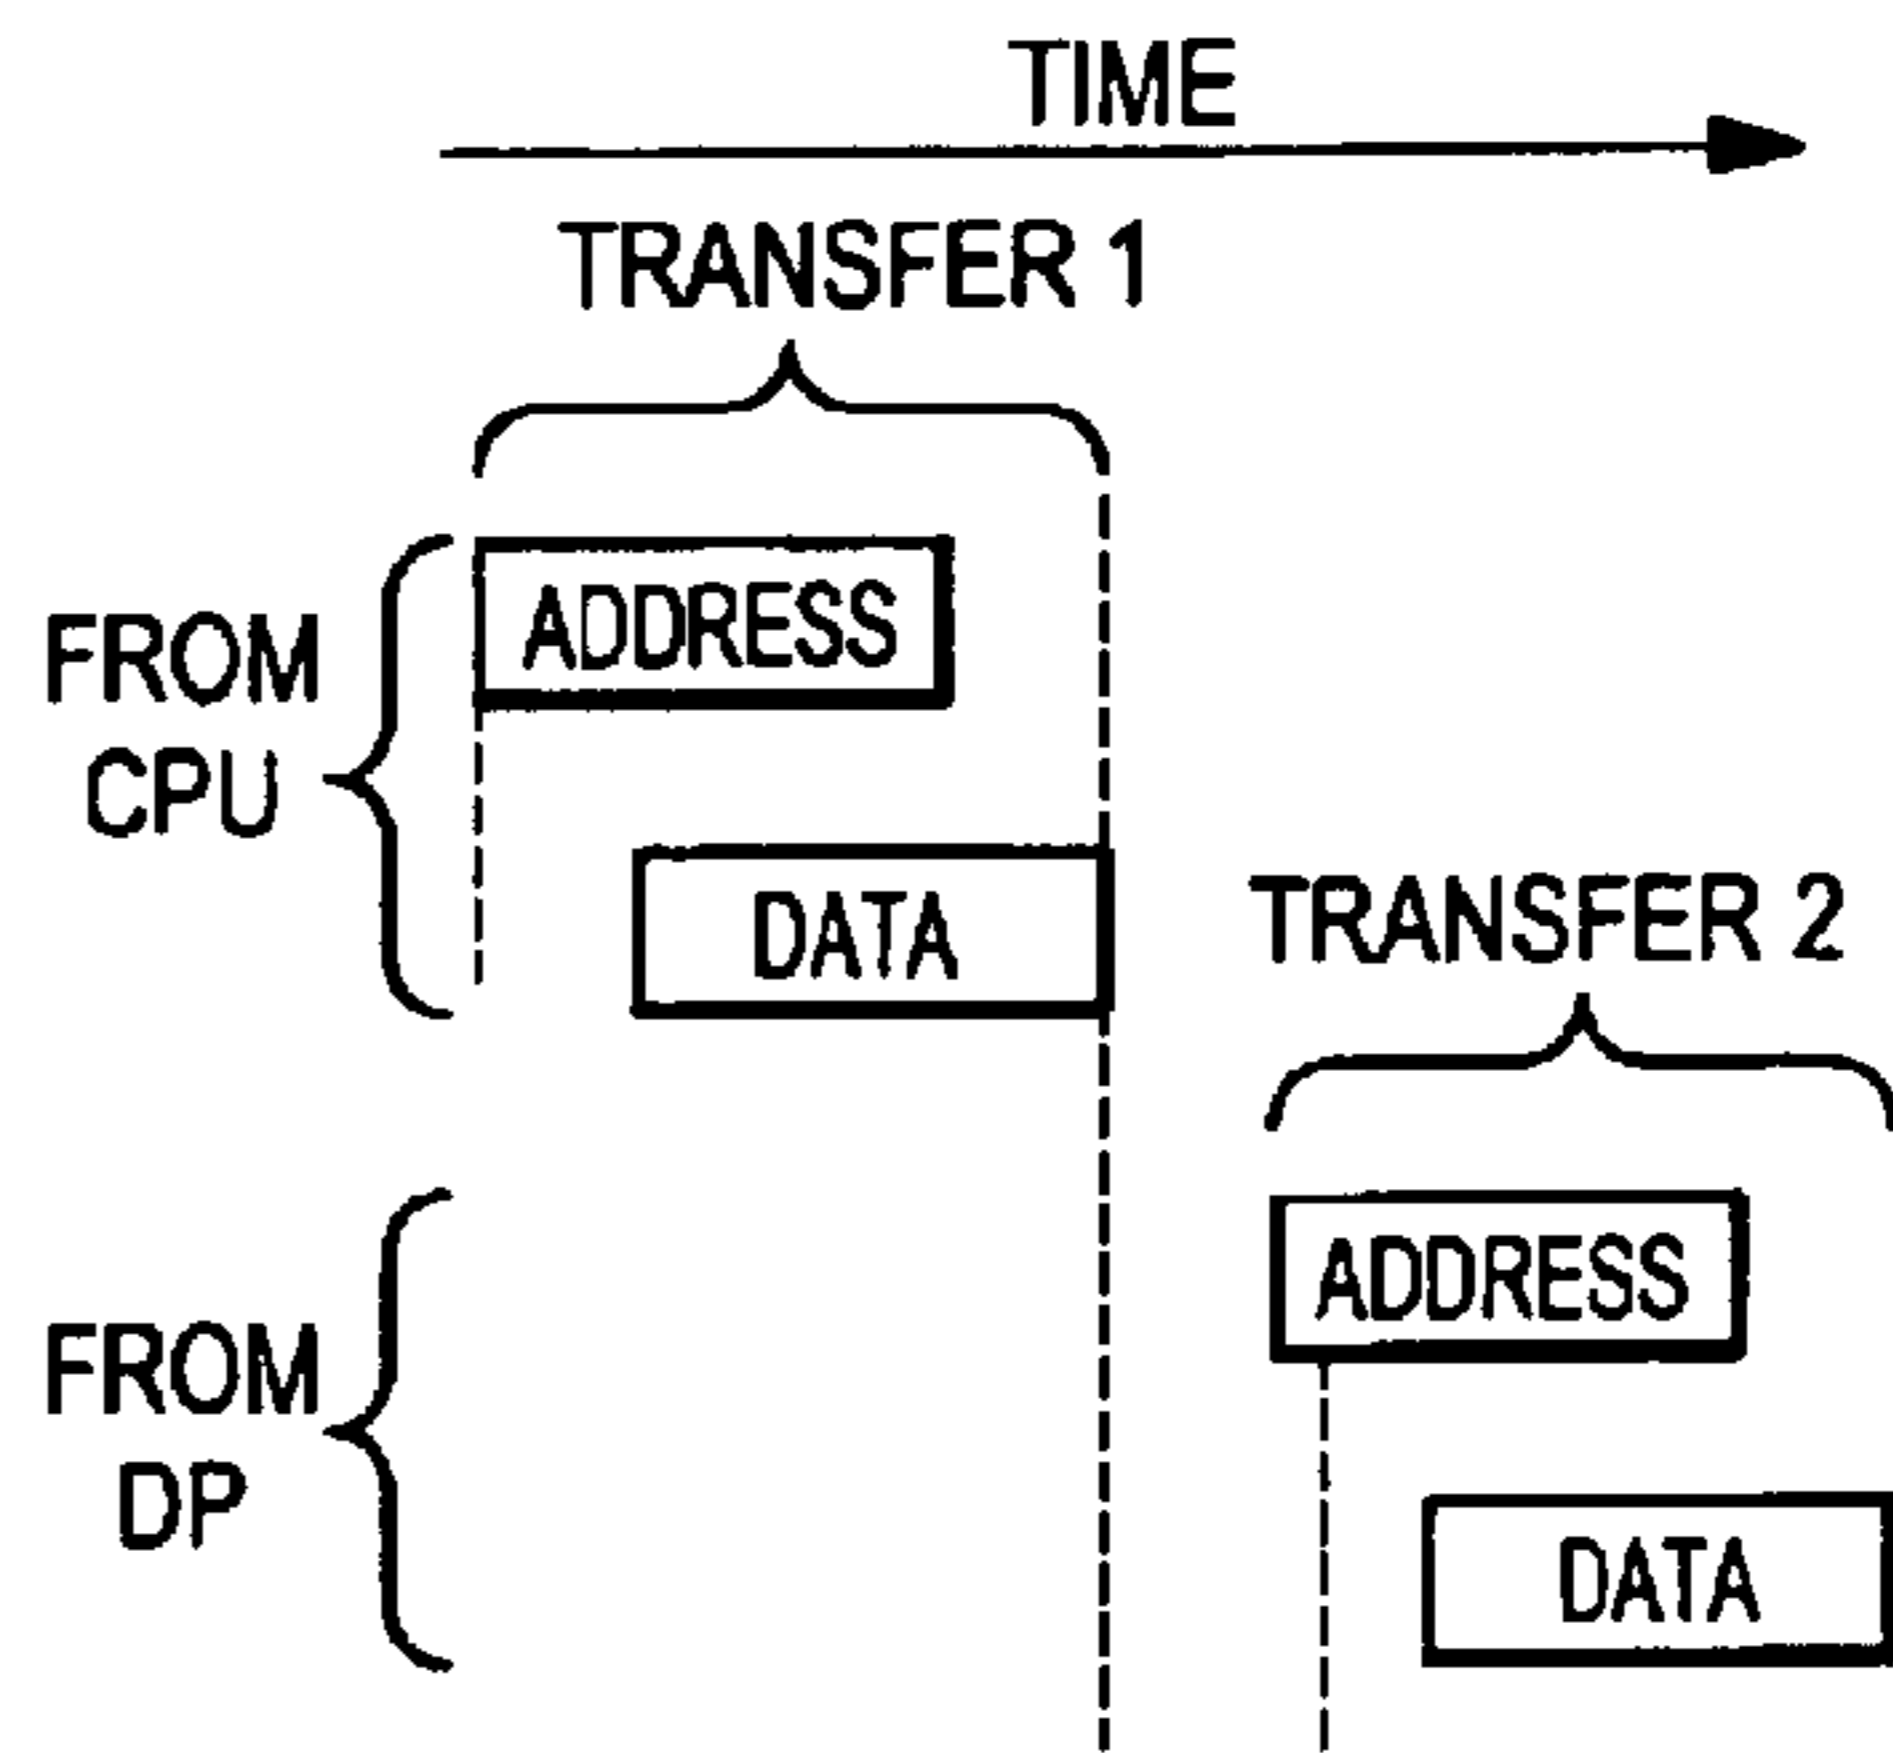 TIME
TRANSFER 1
FROM
CPU
ADDRESS
DATA
TRANSFER 2
FROM
DP
ADDRESS
DATA